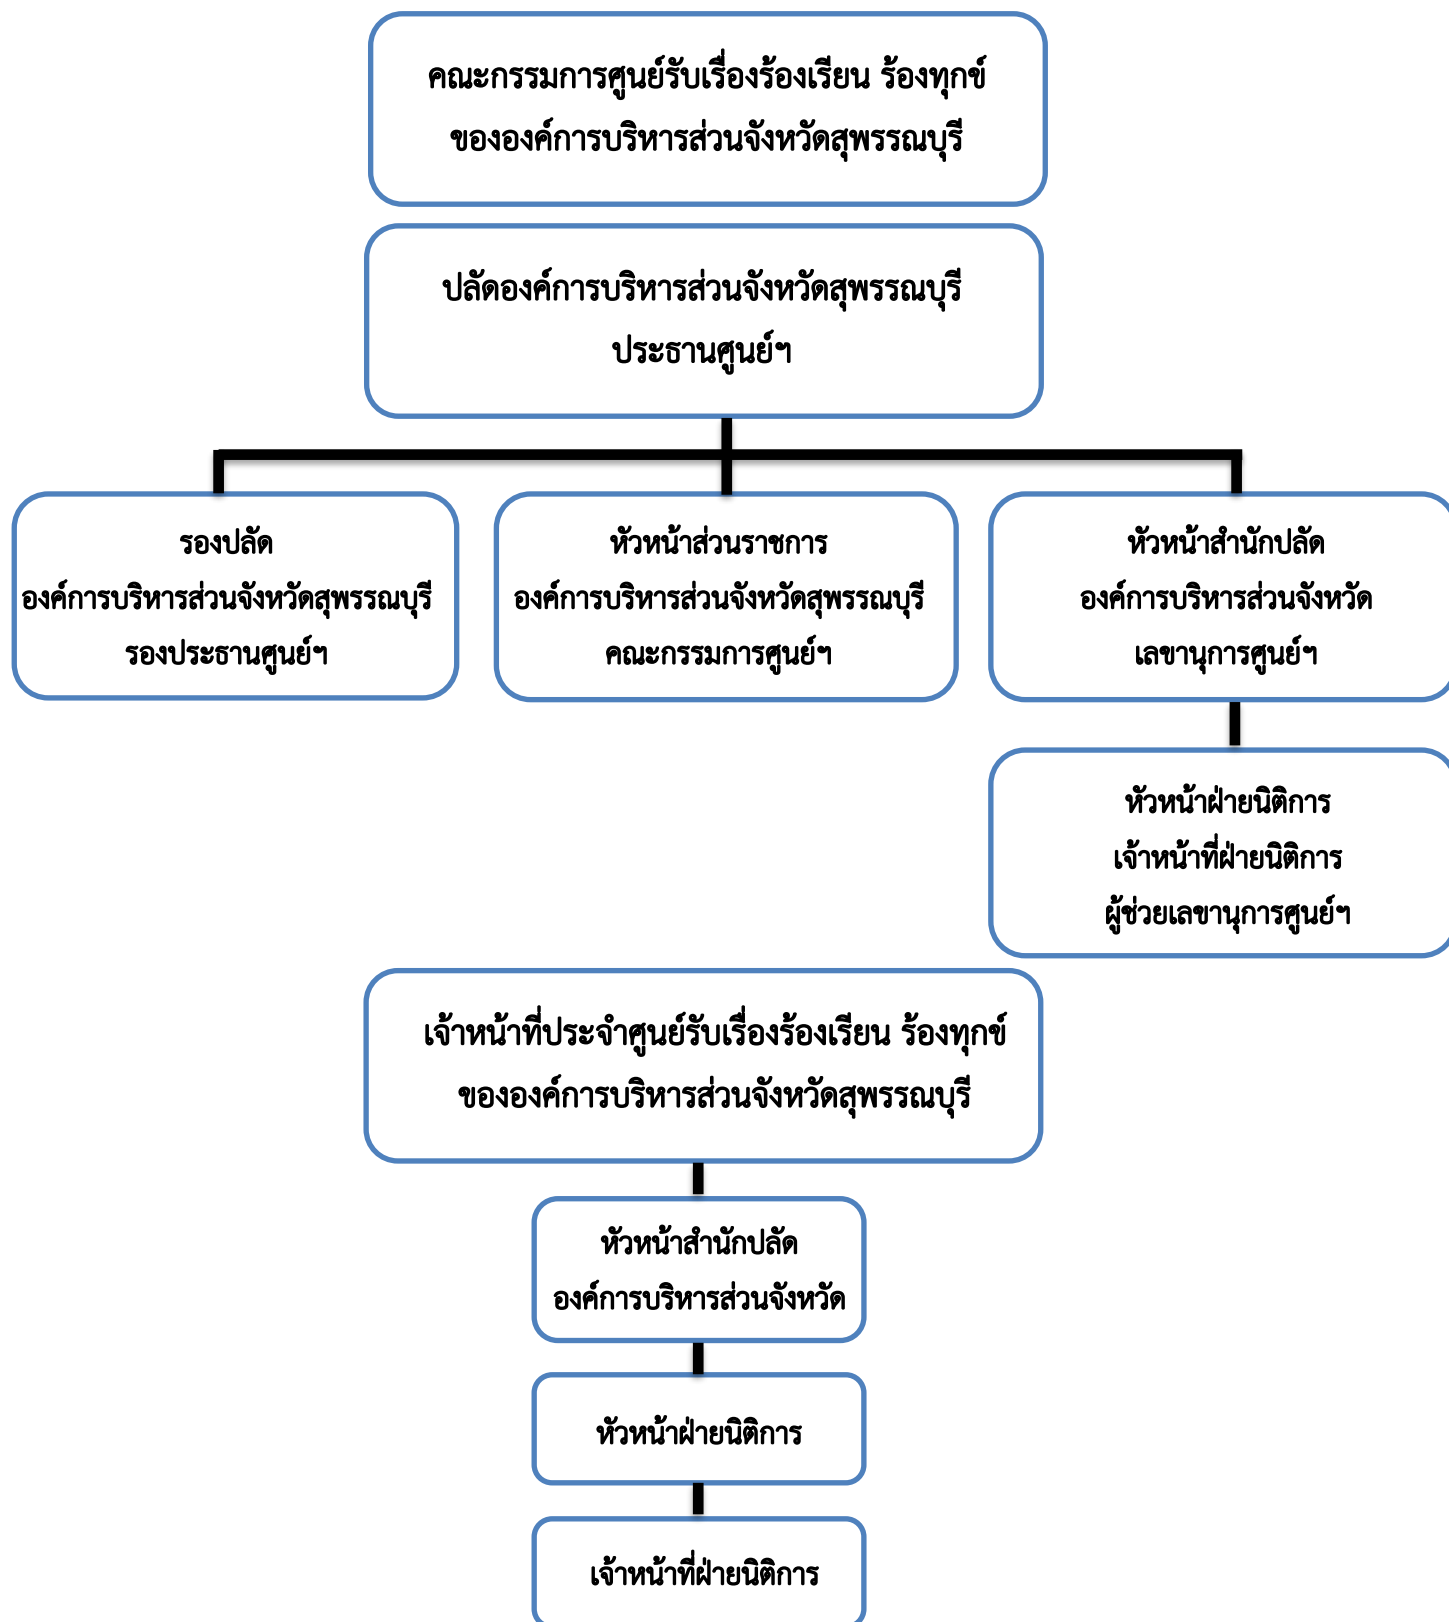 คณะกรรมการศูนย์รับเรื่องร้องเรียน ร้องทุกข์
ขององค์การบริหารส่วนจังหวัดสุพรรณบุรี
ปลัดองค์การบริหารส่วนจังหวัดสุพรรณบุรี
ประธานศูนย์ฯ
รองปลัด
องค์การบริหารส่วนจังหวัดสุพรรณบุรี
รองประธานศูนย์ฯ
หัวหน้าส่วนราชการ
องค์การบริหารส่วนจังหวัดสุพรรณบุรี
คณะกรรมการศูนย์ฯ
หัวหน้าสำนักปลัด
องค์การบริหารส่วนจังหวัด
เลขานุการศูนย์ฯ
หัวหน้าฝ่ายนิติการ
เจ้าหน้าที่ฝ่ายนิติการ
ผู้ช่วยเลขานุการศูนย์ฯ
เจ้าหน้าที่ประจำศูนย์รับเรื่องร้องเรียน ร้องทุกข์
ขององค์การบริหารส่วนจังหวัดสุพรรณบุรี
หัวหน้าสำนักปลัด
องค์การบริหารส่วนจังหวัด
หัวหน้าฝ่ายนิติการ
เจ้าหน้าที่ฝ่ายนิติการ